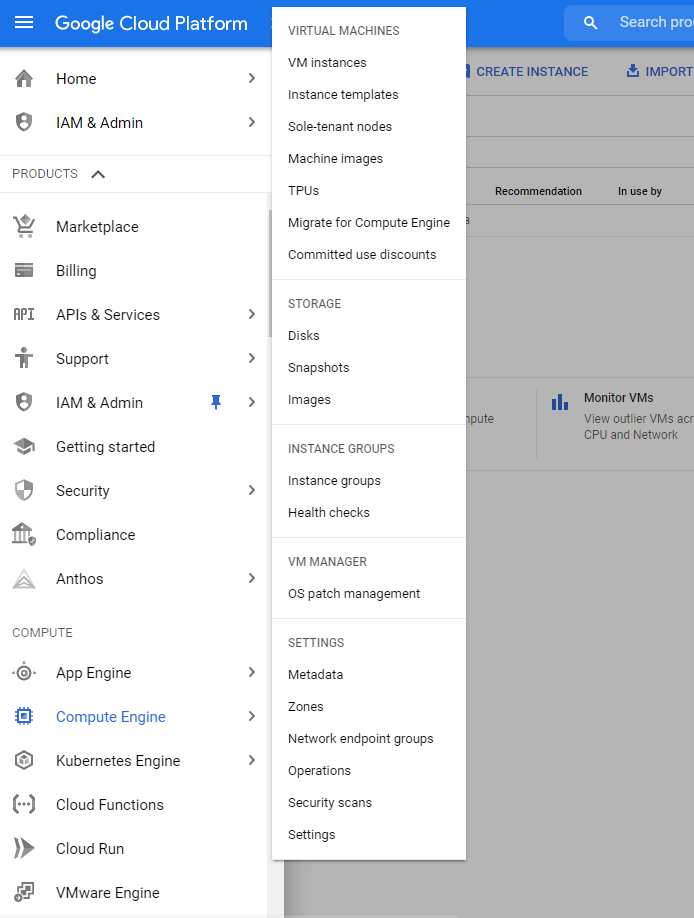 Google Cloud Platform
Search
Home
IAM & Admin
PRODUCTS
Marketplace
Billing
API APIs & Services
Support
IAM & Admin
Getting started
Security
Compliance
Anthos
COMPUTE
App Engine
Compute Engine
Kubernetes Engine
Cloud Functions
Cloud Run
VMware Engine
VIRTUAL MACHINES
VM instances
Instance templates
Sole-tenant nodes
Machine images
TPUs
Migrate for Compute Engine
Committed use discounts
STORAGE
Disks
Snapshots
Images
INSTANCE GROUPS
Instance groups
Health checks
VM MANAGER
OS patch management
SETTINGS
Metadata
Zones
Network endpoint groups
Operations
Security scans
Settings
CREATE INSTANCE
IMPORT
Recommendation
In use by
Monitor VMs
View outlier VMs
CPU and Network